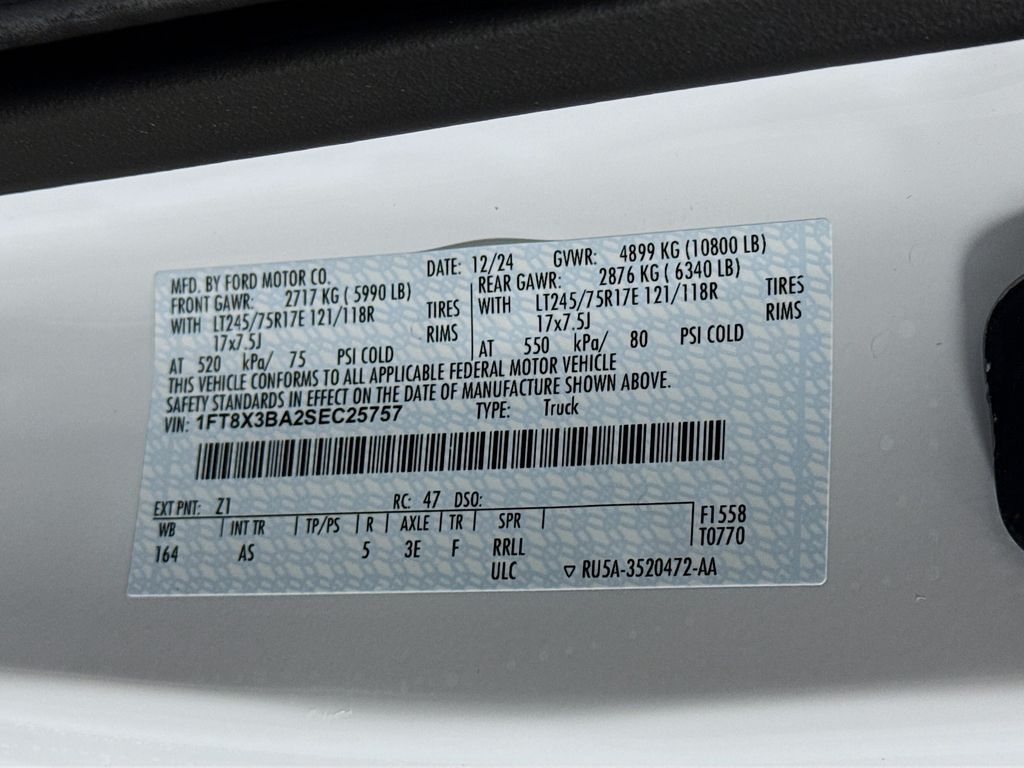 MFD. BY FORD MOTOR CO.
DATE: 12/24
GVWR: 4899 KG (10800 LB)
FRONT GAWR: 2717 KG ( 5990 LB)
REAR GAWR: 2876 KG ( 6340 LB)
WITH LT245/75R17E 121/118R TIRES
WITH LT245/75R17E 121/118R TIRES
17x7.5J RIMS
17x7.5J RIMS
AT 520 kPa/ 75 PSI COLD
AT 550 kPa/ 80 PSI COLD
THIS VEHICLE CONFORMS TO ALL APPLICABLE FEDERAL MOTOR VEHICLE
SAFETY STANDARDS IN EFFECT ON THE DATE OF MANUFACTURE SHOWN ABOVE.
VIN: 1FT8X3BA2SEC25757 TYPE: Truck
EXT PNT: Z1 RC: 47 DSO:
WB INT TR TP/PS R AXLE TR SPR F1558
164 AS 5 3E F RRLL T0770
ULC ▽ RU5A-3520472-AA